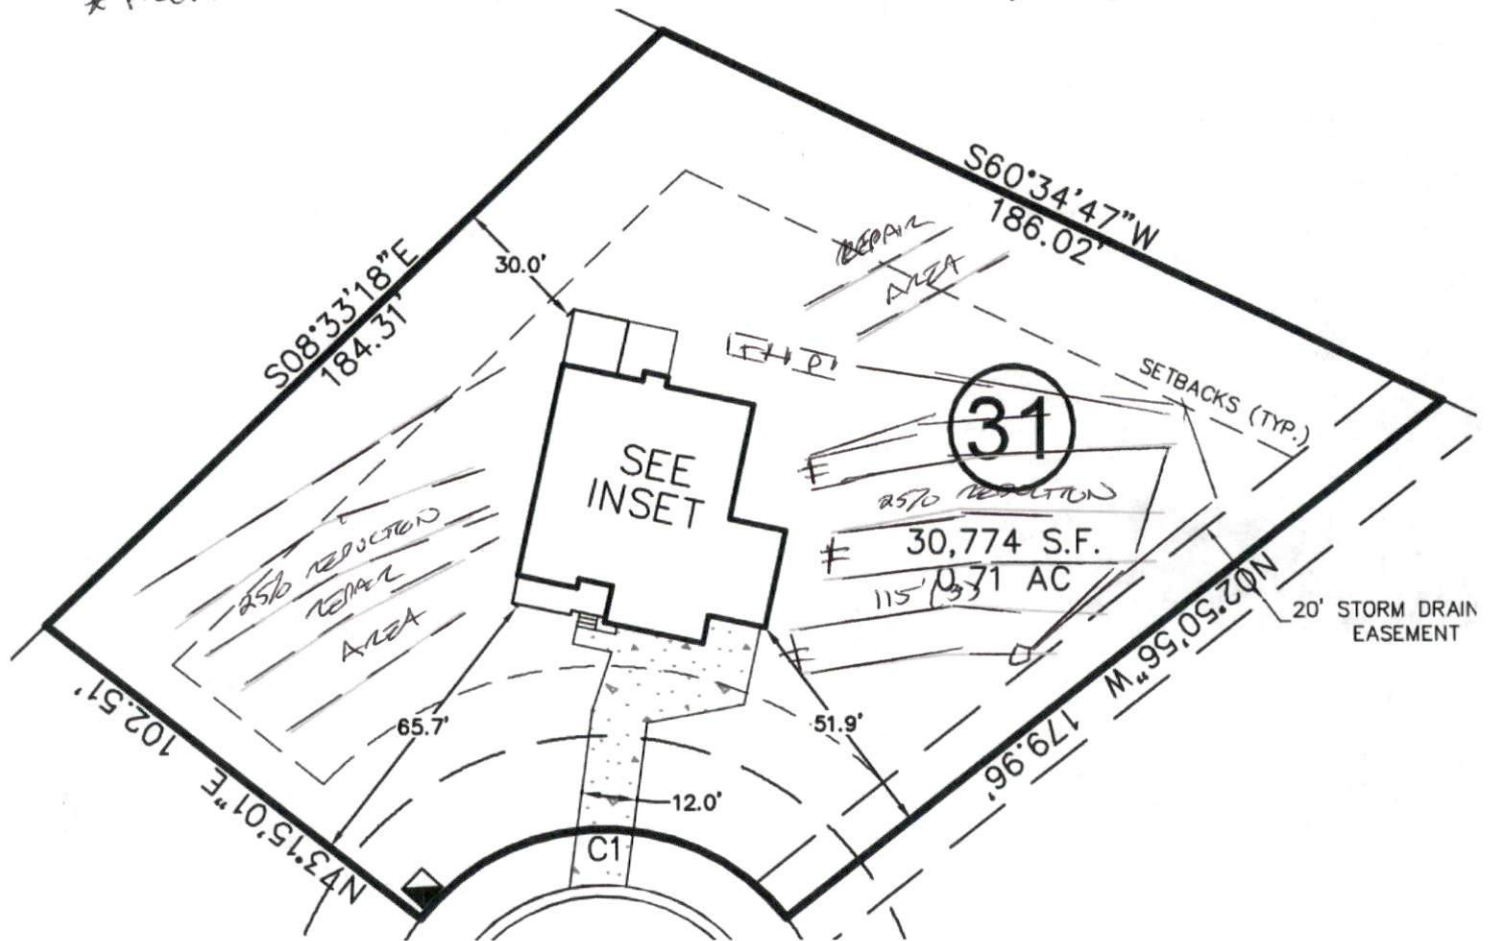 S60°34'47"W
186.02'
REPAIR
AREA
30.0'
S08°33'18"E
184.31'
T
P
SETBACKS (TYP.)
31
SEE
INSET
25% REDUCTION
30,774 S.F.
0.71 AC
25% REDUCTION
REPAIR
AREA
20' STORM DRAIN
EASEMENT
N02°50'56"W
179.96'
102.51'
N73°15'01"E
65.7'
51.9'
12.0'
C1